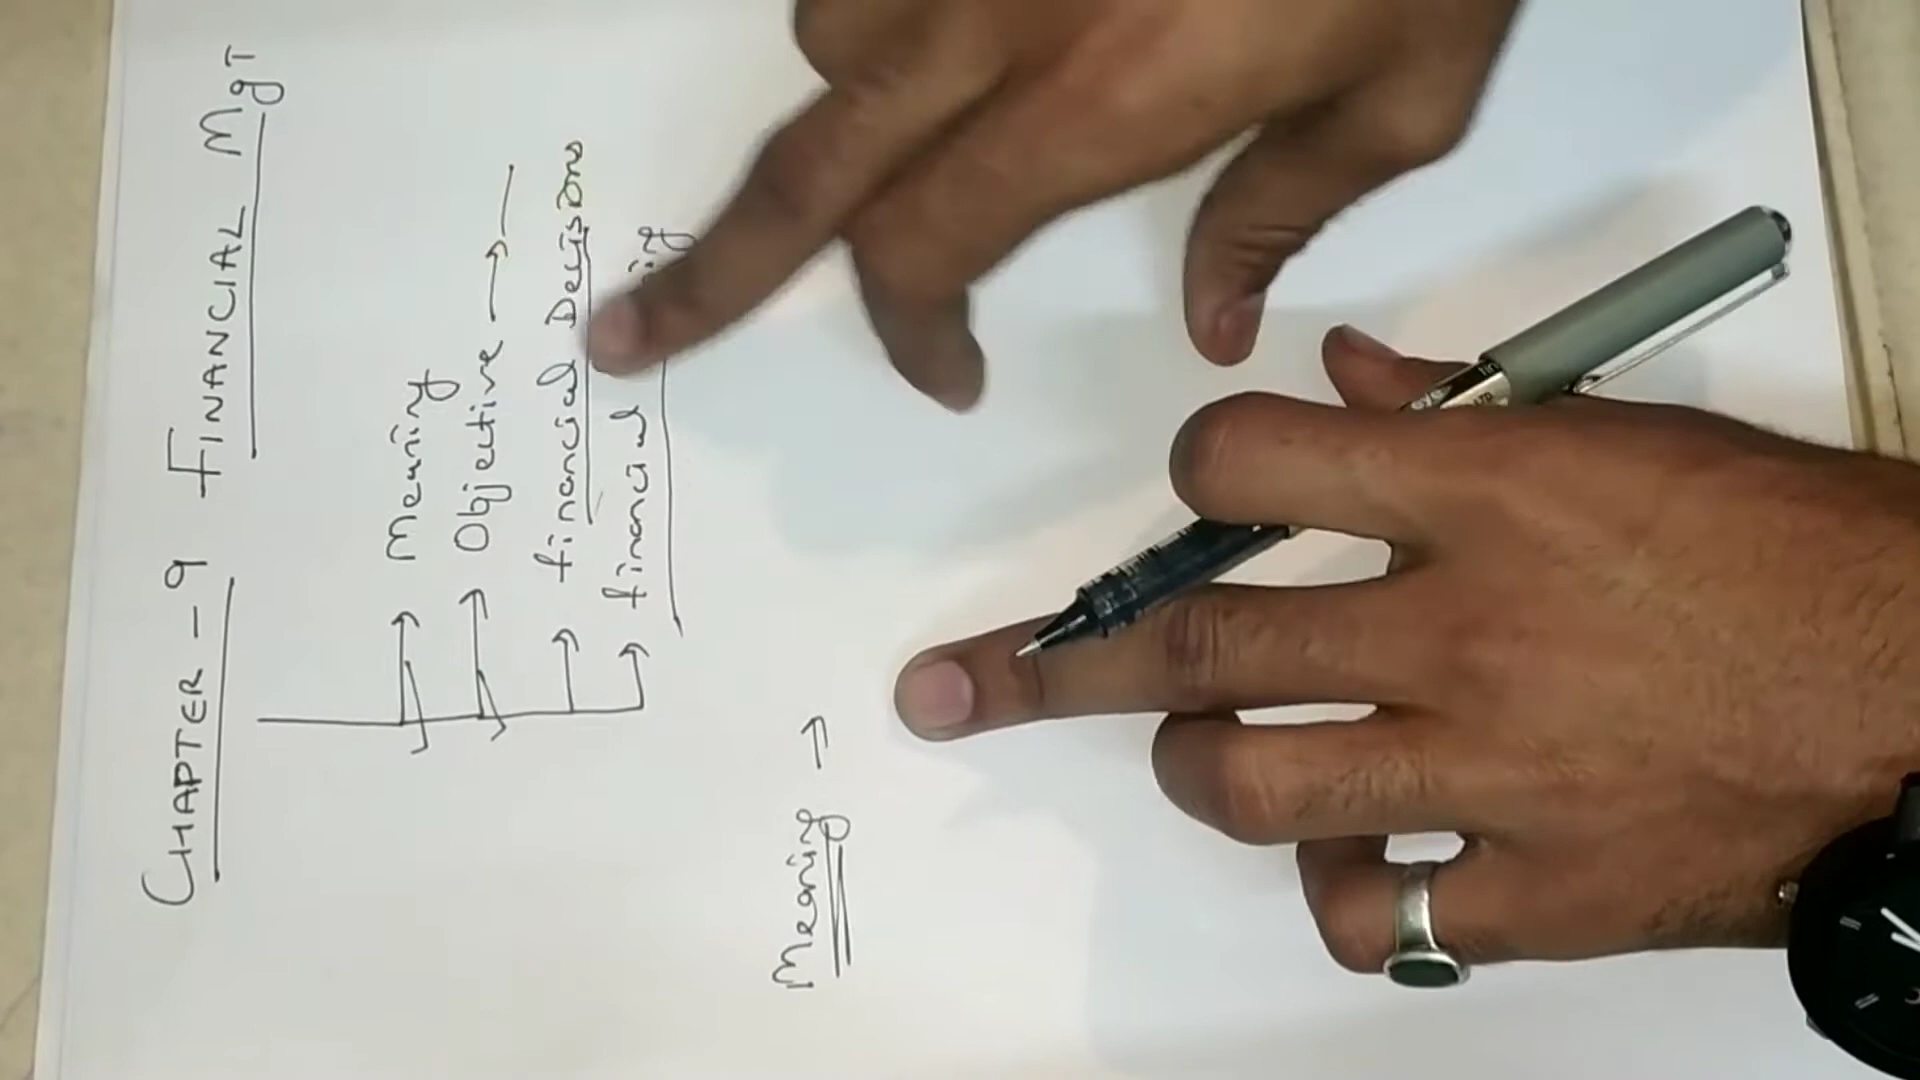 CHAPTER - 9 FINANCIAL MgT
Meaning
Objective →
financial Decisions
financial
Meaning →